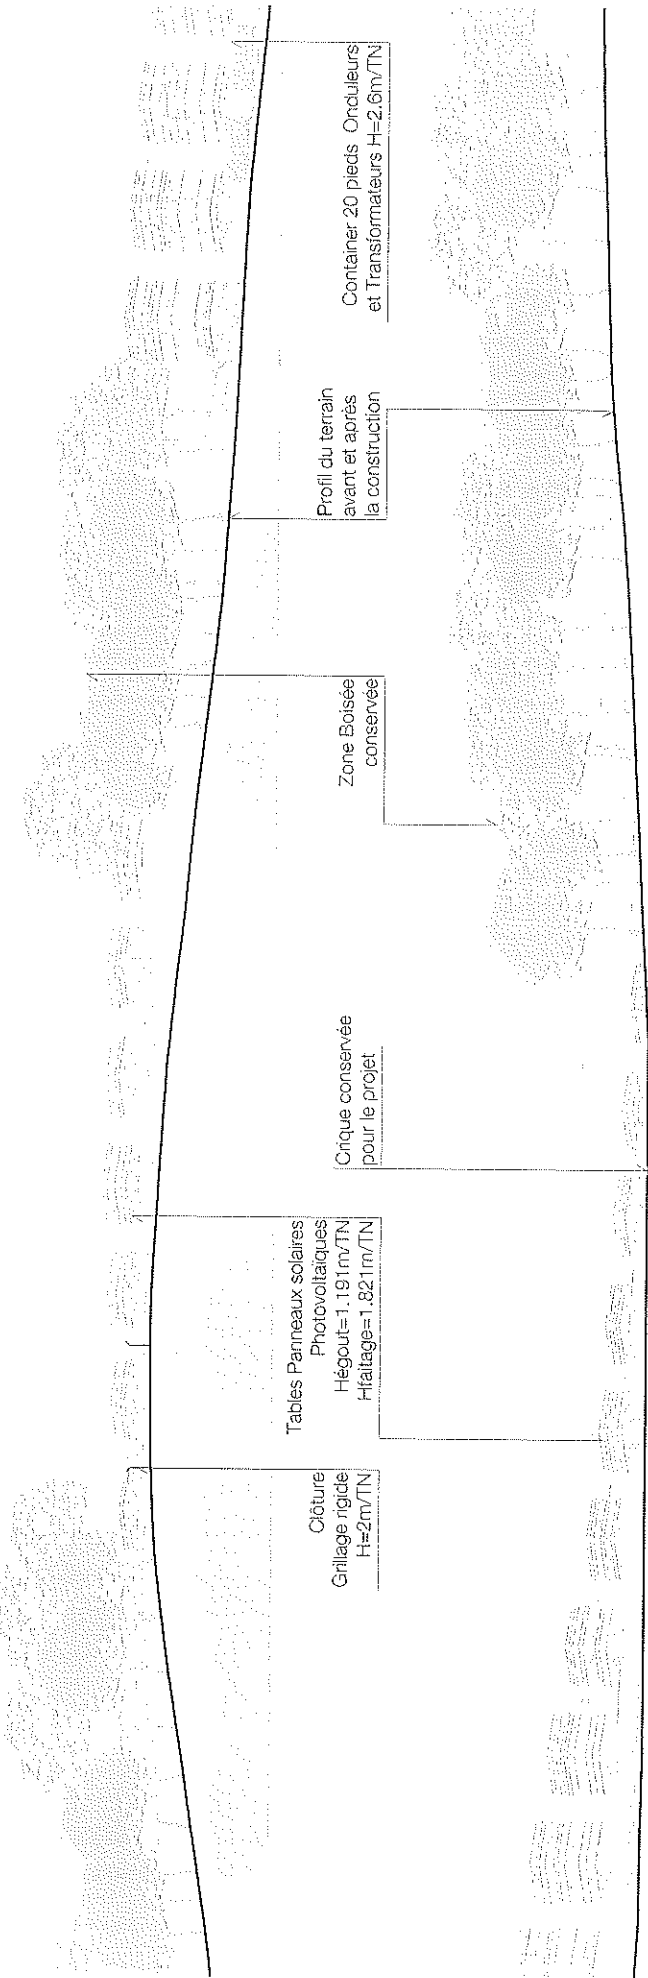 Clôture
Grillage rigide
H=2m/TN
Tables Panneaux solaires
Photovoltaïques
Hégout=1.191m/TN
Hfaitage=1.821m/TN
Crique conservée
pour le projet
Zone Boisée
conservée
Profil du terrain
avant et après
la construction
Container 20 pieds Onduleurs
et Transformateurs H=2.6m/TN